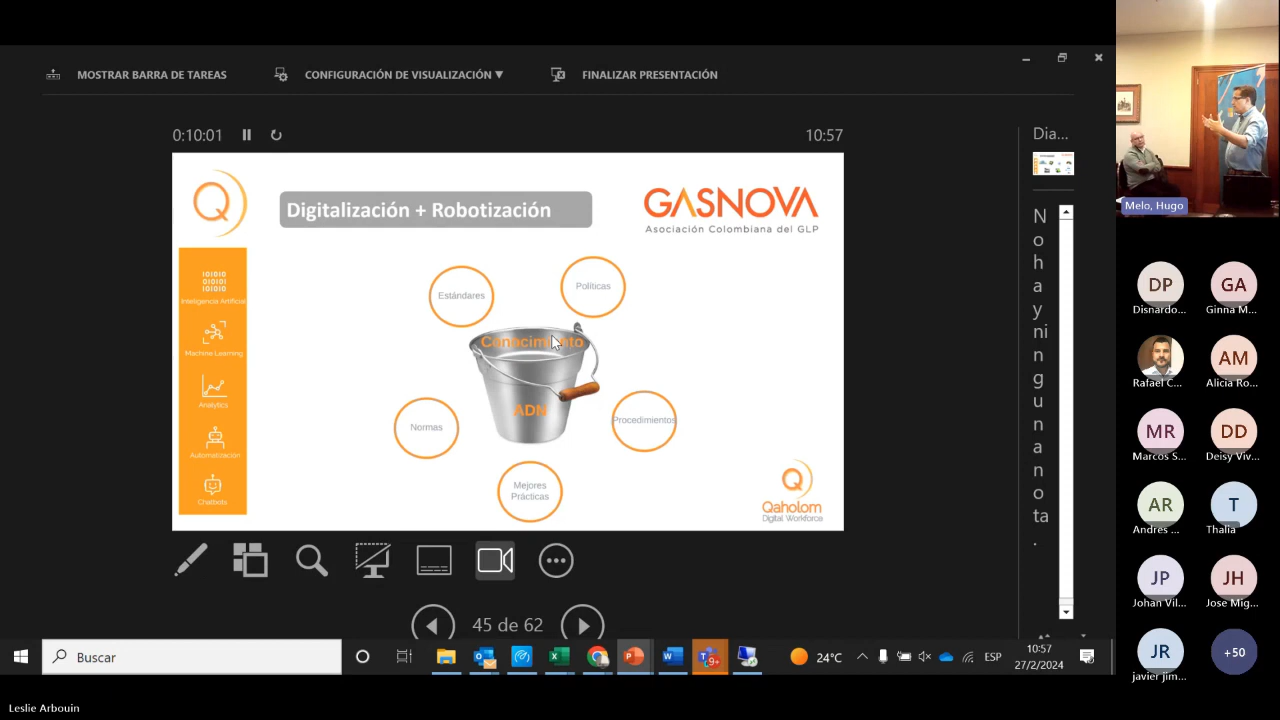 MOSTRAR BARRA DE TAREAS
CONFIGURACIÓN DE VISUALIZACIÓN ▼
FINALIZAR PRESENTACIÓN
0:10:01
10:57
Dia...
Digitalización + Robotización
GASNOVA
Asociación Colombiana del GLP
101010
010101
101010
Inteligencia Artificial
Machine Learning
Analytics
Automatización
Chatbots
Estándares
Políticas
Conocimiento
ADN
Normas
Procedimientos
Mejores
Prácticas
Qaholom
Digital Workforce
N
o
h
a
y
ni
n
g
u
n
a
n
o
ta
.
45 de 62
Buscar
9+
24°C
ESP
10:57
27/2/2024
Melo, Hugo
DP
Disnardo...
GA
Ginna M...
Rafael C...
AM
Alicia Ro...
MR
Marcos S...
DD
Deisy Viv...
AR
Andres ...
T
Thalia
JP
Johan Vil...
JH
Jose Mig...
JR
javier jim...
+50
Leslie Arbouin